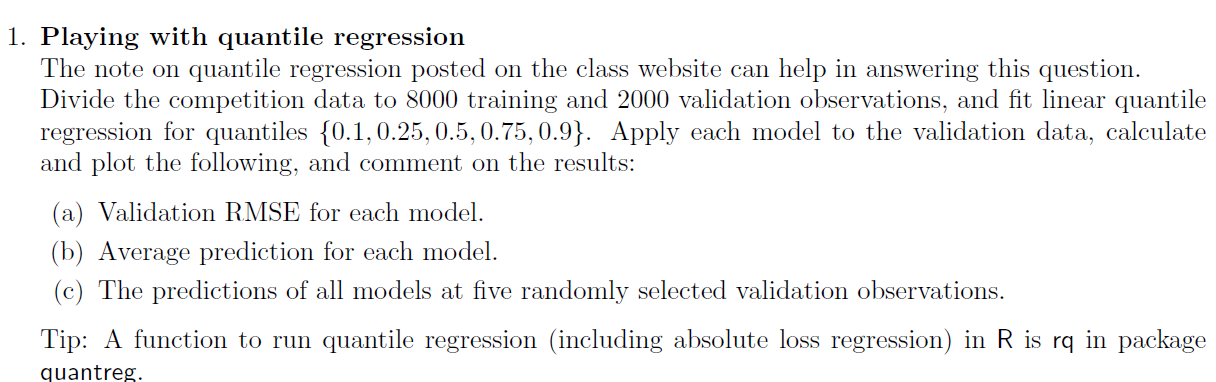 1. Playing with quantile regression
The note on quantile regression posted on the class website can help in answering this question.
Divide the competition data to 8000 training and 2000 validation observations, and fit linear quantile
regression for quantiles {0.1, 0.25, 0.5, 0.75, 0.9}. Apply each model to the validation data, calculate
and plot the following, and comment on the results:
(a) Validation RMSE for each model.
(b) Average prediction for each model.
(c) The predictions of all models at five randomly selected validation observations.
Tip: A function to run quantile regression (including absolute loss regression) in R is rq in package
quantreg.